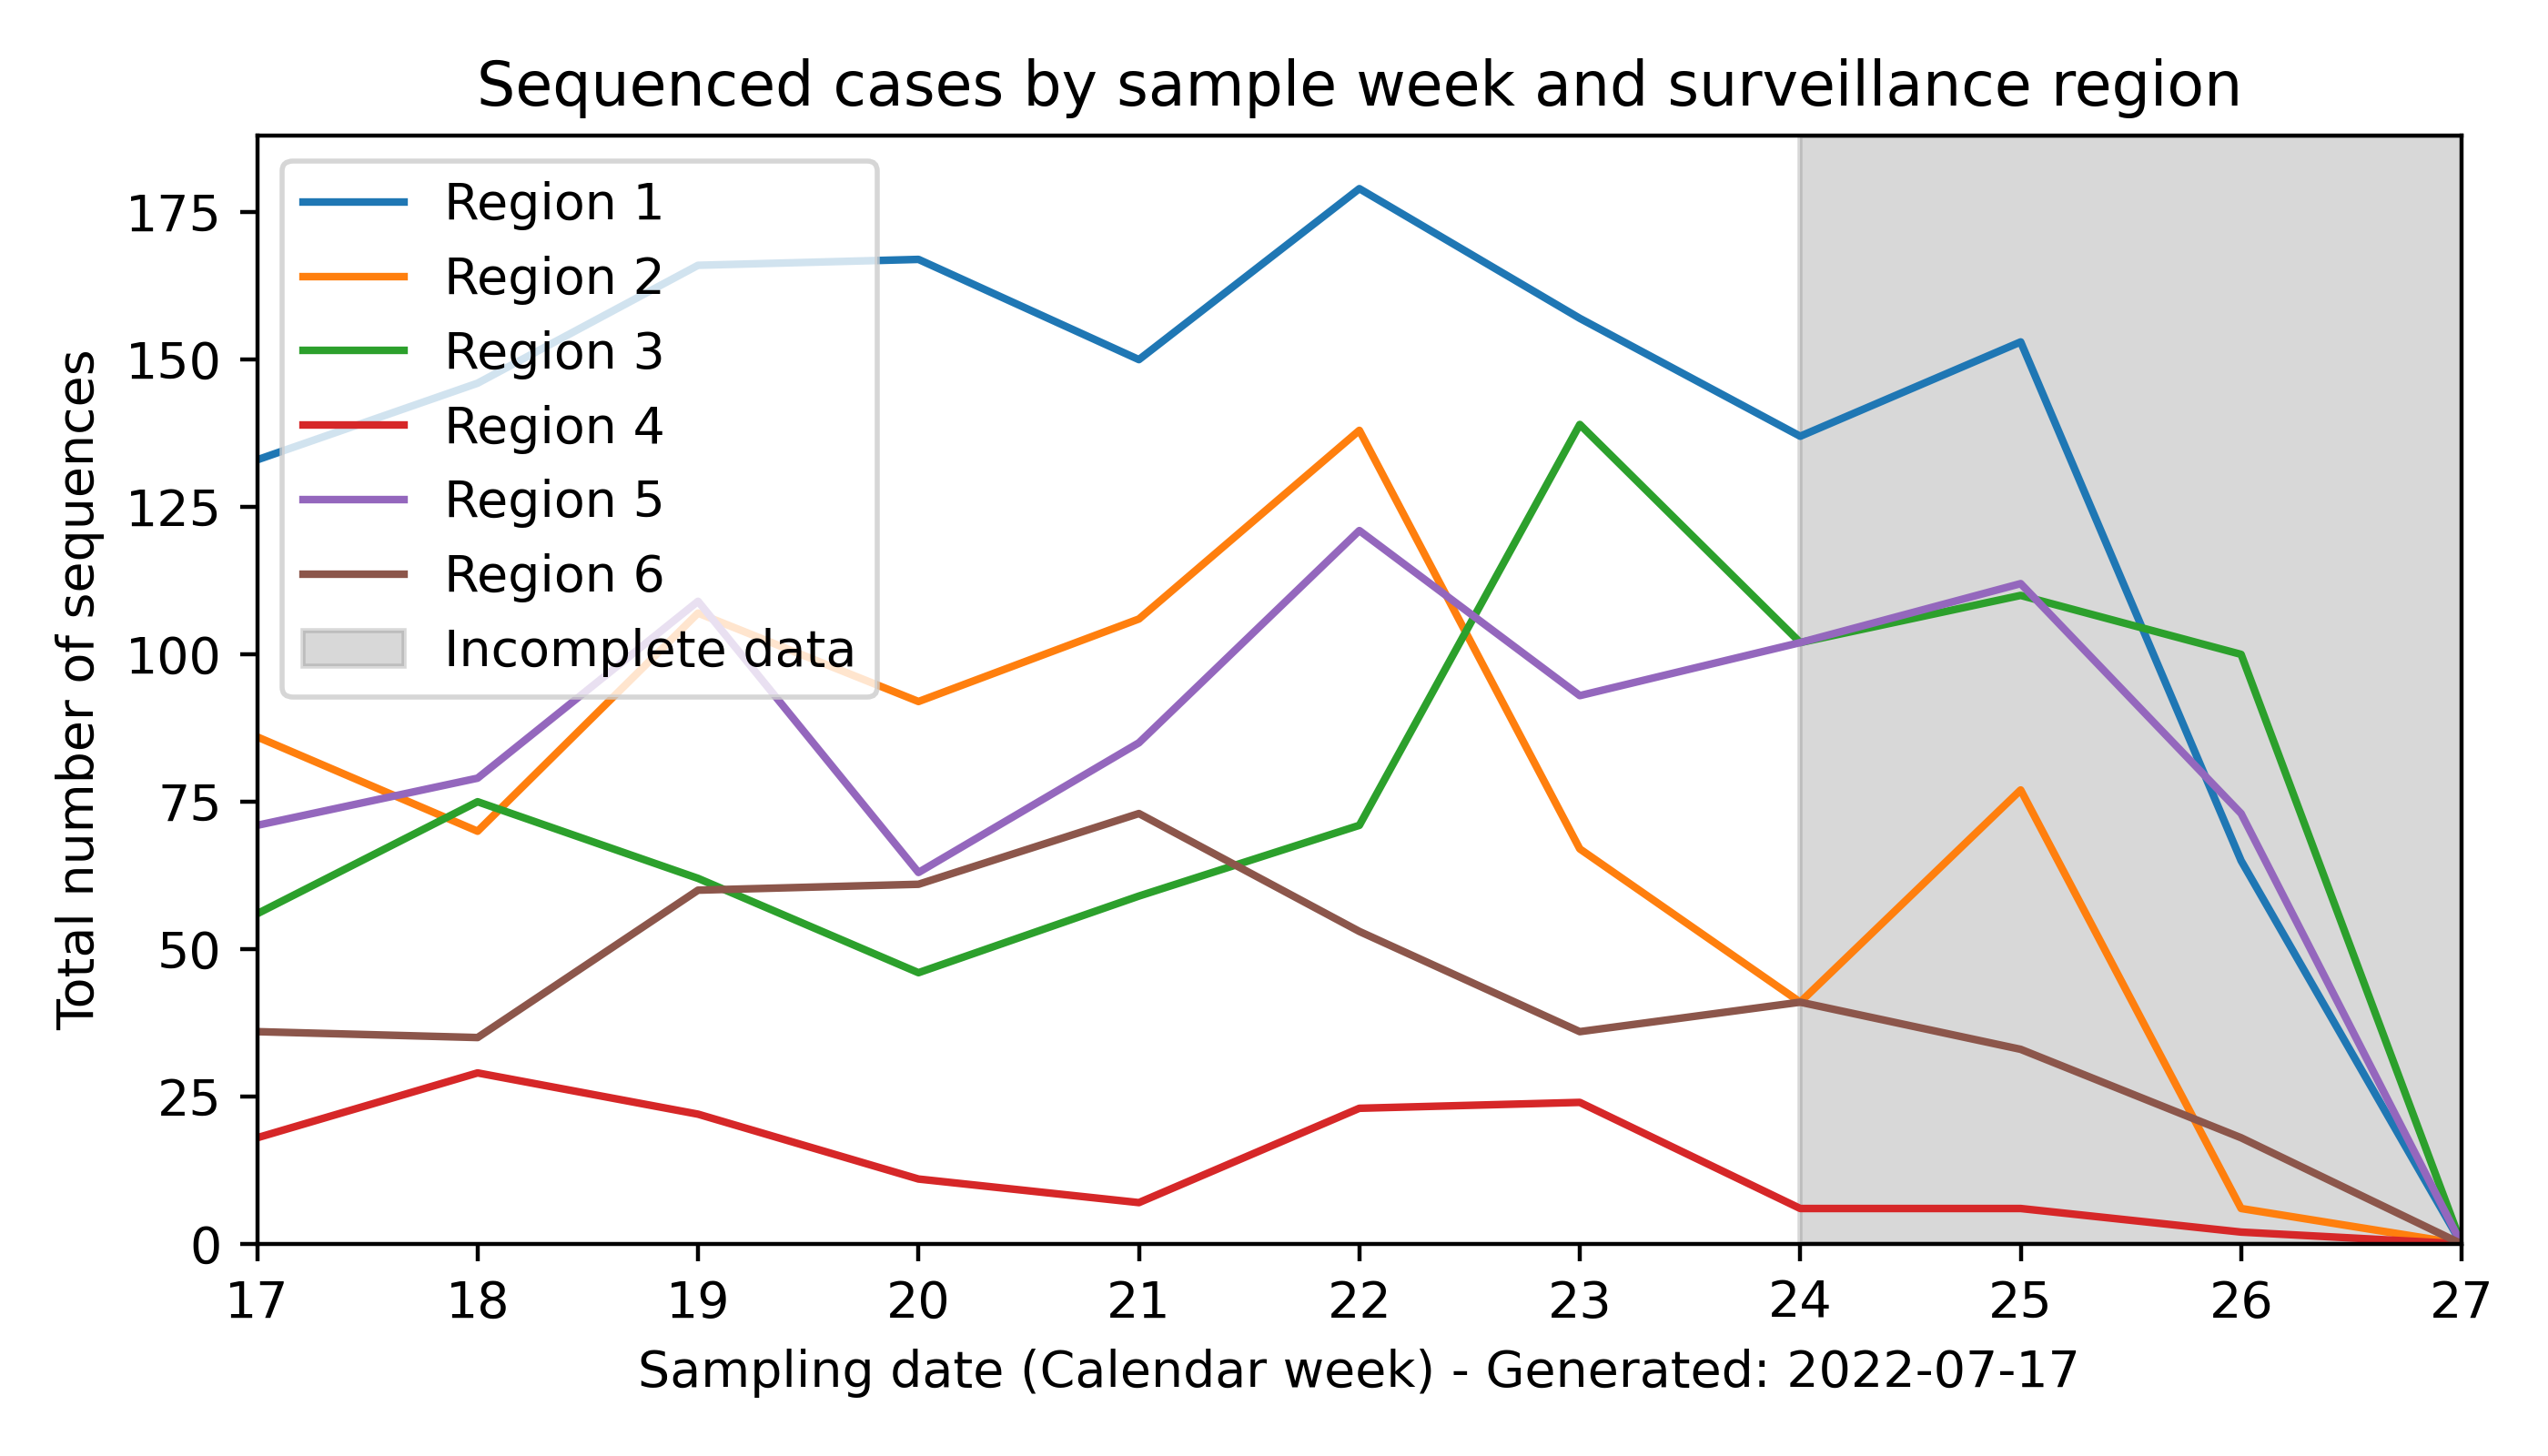 Sequenced cases by sample week and surveillance region
Region 1
Region 2
Region 3
Region 4
Region 5
Region 6
Incomplete data
Total number of sequences
175
150
125
100
75
50
25
0
17 18 19 20 21 22 23 24 25 26 27
Sampling date (Calendar week) - Generated: 2022-07-17